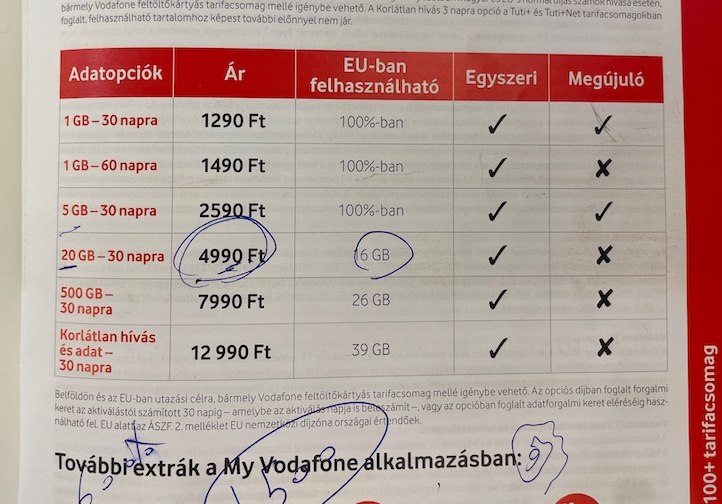 bármely Vodafone feltöltőkártyás tarifacsomag mellé igénybe vehető. A Korlátlan hívás 3 napra opció a Tuti+ és Tuti+Net tarifacsomagokban
foglalt, felhasználható tartalomhoz képest további előnnyel nem jár.
Adatopciók Ár EU-ban felhasználható Egyszeri Megújuló
1 GB – 30 napra 1290 Ft 100%-ban ✓ ✓
1 GB – 60 napra 1490 Ft 100%-ban ✓ ✘
5 GB – 30 napra 2590 Ft 100%-ban ✓ ✓
20 GB – 30 napra 4990 Ft 16 GB ✓ ✘
500 GB – 30 napra 7990 Ft 26 GB ✓ ✘
Korlátlan hívás és adat – 30 napra 12 990 Ft 39 GB ✓ ✘
Belföldön és az EU-ban utazási célra, bármely Vodafone feltöltőkártyás tarifacsomag mellé igénybe vehető. Az opciós díjban foglalt forgalmi
keret az aktiválástól számított 30 napig – amelybe az aktiválás napja is beleszámít –, vagy az opcióban foglalt adatforgalmi keret eléréséig hasz-
nálható fel. EU alatt az ÁSZF. 2. melléklet EU nemzetközi díjzóna országai értendőek.
További extrák a My Vodafone alkalmazásban:
100+ tarifacsomag